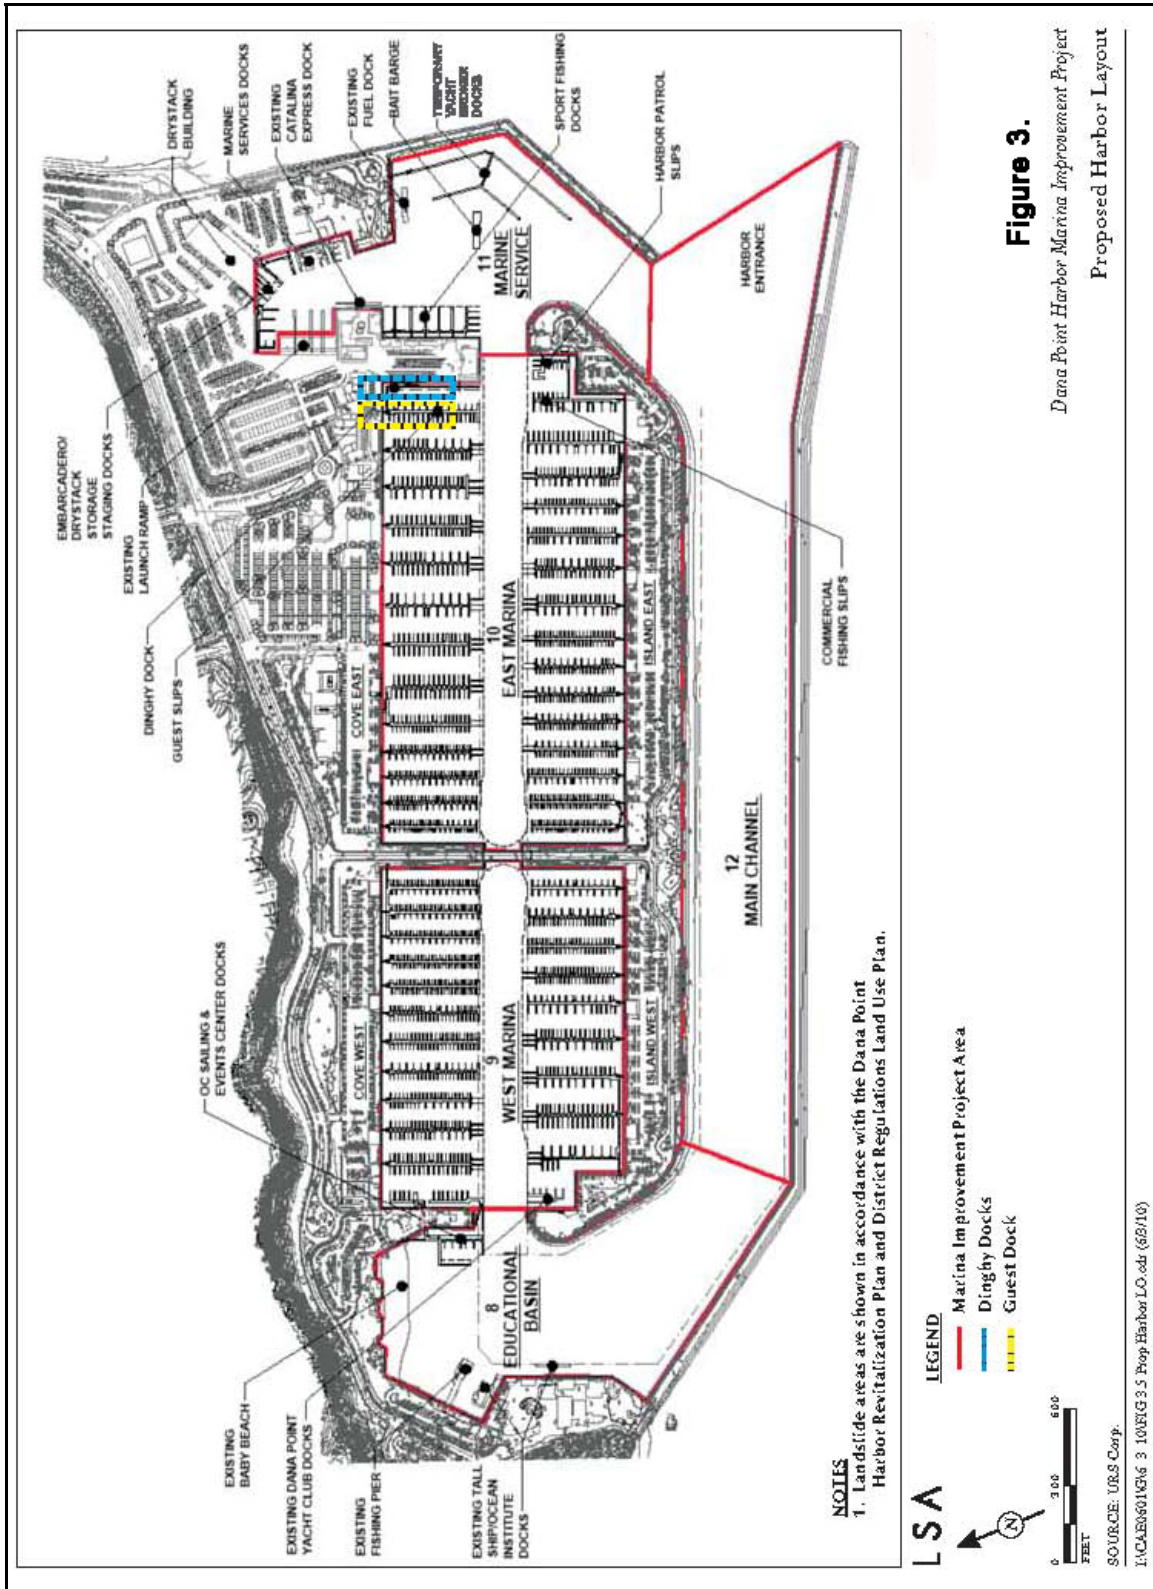 DRYSTACK
BUILDING
MARINE
SERVICES DOCKS
EXISTING
CATALINA
EXPRESS DOCK
EXISTING
FUEL DOCK
BAIT BARGE
TEMPORARY
YACHT
BROKER
DOCKS
SPORT FISHING
DOCKS
HARBOR PATROL
SLIPS
11
MARINE
SERVICE
HARBOR
ENTRANCE
EMBARCADERO/
DRYSTACK
STORAGE
STAGING DOCKS
EXISTING
LAUNCH RAMP
DINGHY DOCK
GUEST SLIPS
COVE EAST
10
EAST MARINA
ISLAND EAST
COMMERCIAL
FISHING SLIPS
12
MAIN CHANNEL
OC SAILING &
EVENTS CENTER DOCKS
COVE WEST
9
WEST MARINA
ISLAND WEST
8
EDUCATIONAL
BASIN
EXISTING
BABY BEACH
EXISTING DANA POINT
YACHT CLUB DOCKS
EXISTING
FISHING PIER
EXISTING TALL
SHIP/OCEAN
INSTITUTE
DOCKS
NOTES
1. Landside areas are shown in accordance with the Dana Point
Harbor Revitalization Plan and District Regulations Land Use Plan.
LSA
LEGEND
Marina Improvement Project Area
Dinghy Docks
Guest Dock
N
0 300 600
FEET
SOURCE: URS Corp.
Figure 3.
Dana Point Harbor Marina Improvement Project
Proposed Harbor Layout